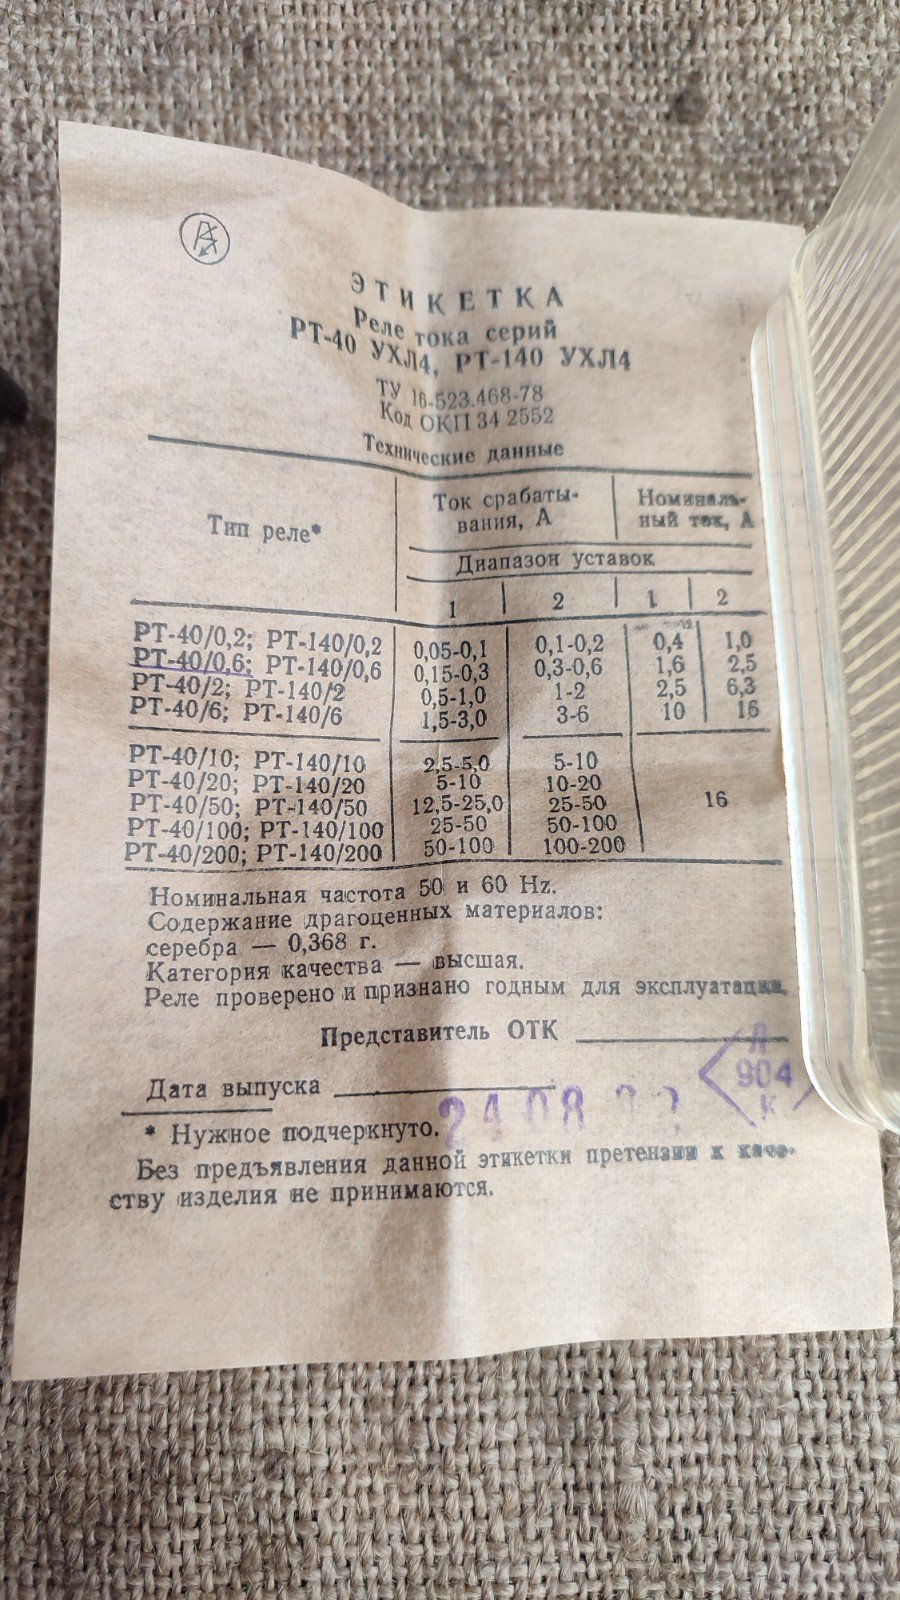 ЭТИКЕТКА
Реле тока серий
РТ-40 УХЛ4, РТ-140 УХЛ4
ТУ 16-523.468-78
Код ОКП 34 2552
Технические данные
Тип реле* Ток срабаты- Номиналь-
вания, А ный ток, А
Диапазон уставок
1 2 1 2
РТ-40/0,2; РТ-140/0,2 0,05-0,1 0,1-0,2 0,4 1,0
РТ-40/0,6; РТ-140/0,6 0,15-0,3 0,3-0,6 1,6 2,5
РТ-40/2; РТ-140/2 0,5-1,0 1-2 2,5 6,3
РТ-40/6; РТ-140/6 1,5-3,0 3-6 10 16
РТ-40/10; РТ-140/10 2,5-5,0 5-10
РТ-40/20; РТ-140/20 5-10 10-20
РТ-40/50; РТ-140/50 12,5-25,0 25-50 16
РТ-40/100; РТ-140/100 25-50 50-100
РТ-40/200; РТ-140/200 50-100 100-200
Номинальная частота 50 и 60 Hz.
Содержание драгоценных материалов:
серебра — 0,368 г.
Категория качества — высшая.
Реле проверено и признано годным для эксплуатации.
Представитель ОТК
Л
904
К
Дата выпуска
24 08
* Нужное подчеркнуто.
Без предъявления данной этикетки претензии к каче-
ству изделия не принимаются.